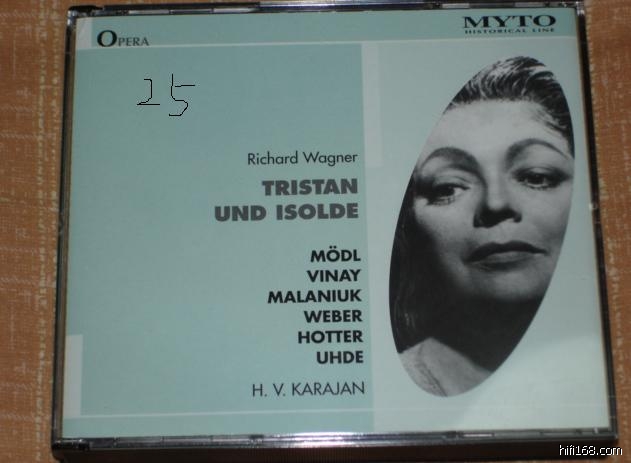 OPERA
MYTO
HISTORICAL LINE
25
Richard Wagner
TRISTAN
UND ISOLDE
MÖDL
VINAY
MALANIUK
WEBER
HOTTER
UHDE
H. V. KARAJAN
hifi168.com